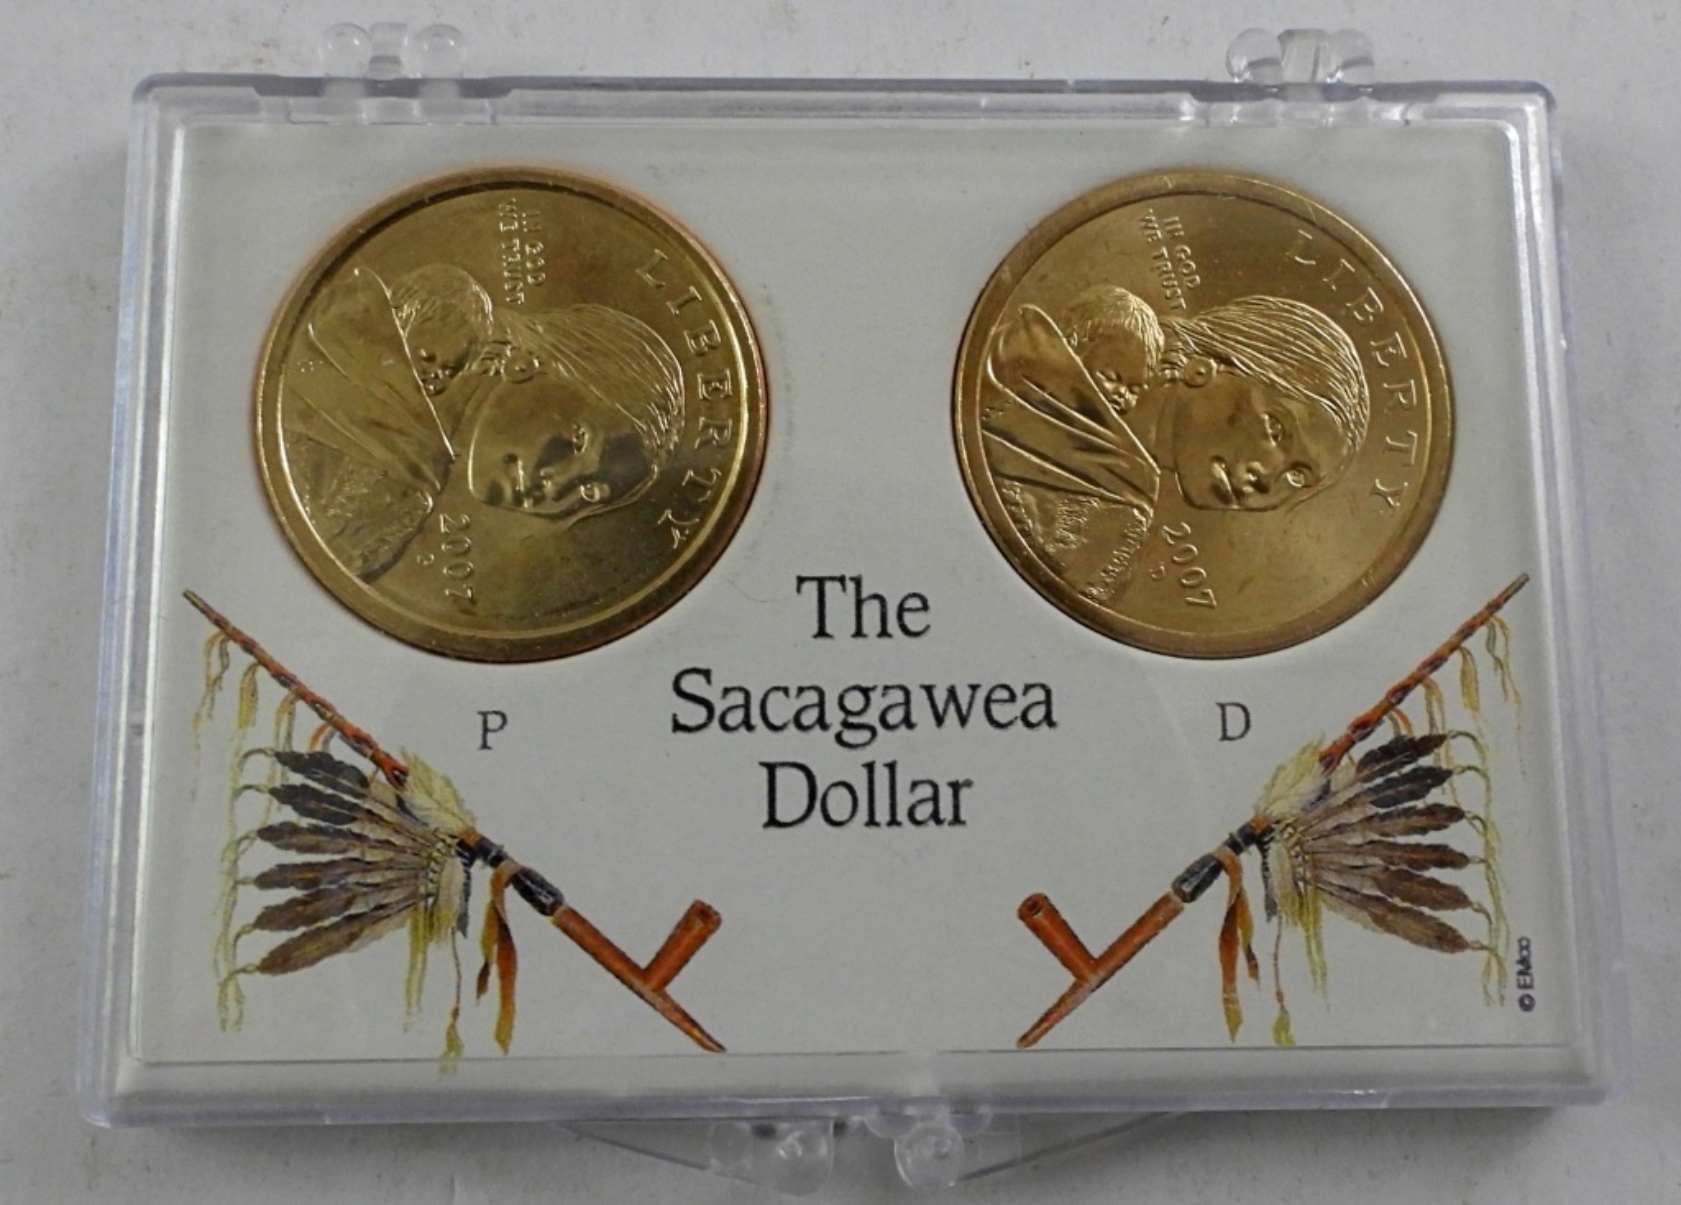 IN GOD
WE TRUST
LIBERTY
2007
P
IN GOD
WE TRUST
LIBERTY
2007
D
The
Sacagawea
Dollar
P
D
© EMco